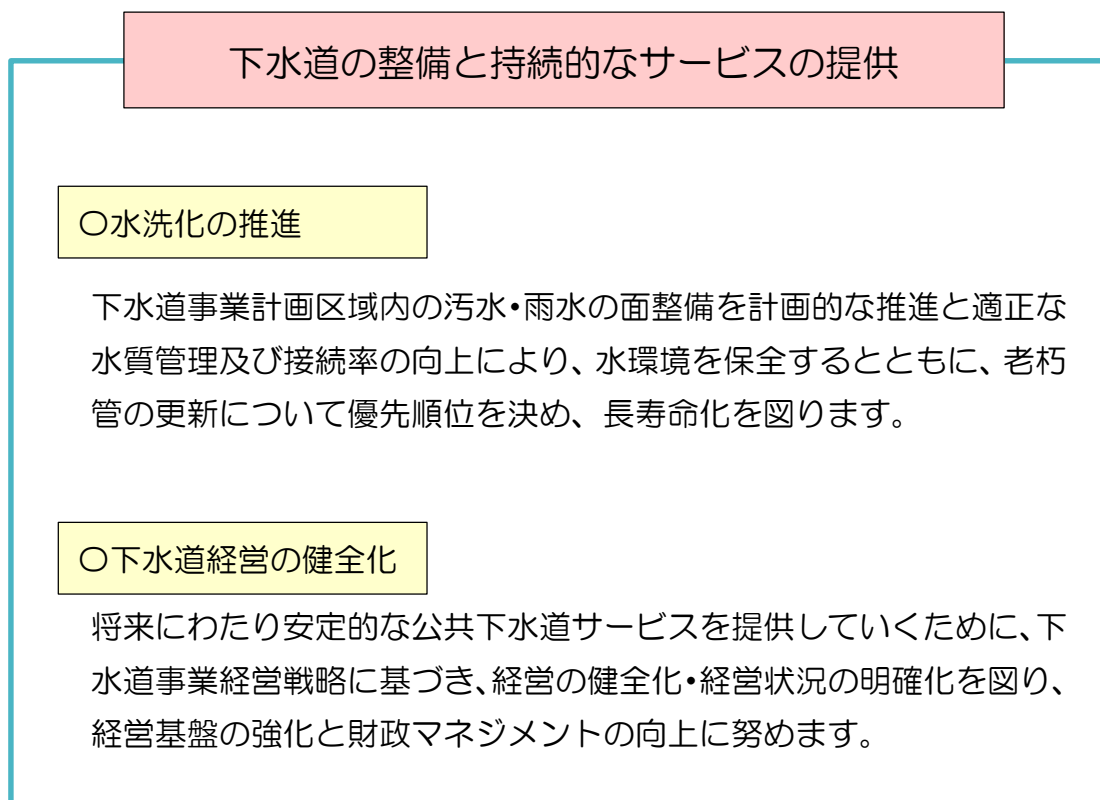 下水道の整備と持続的なサービスの提供
〇水洗化の推進
下水道事業計画区域内の汚水・雨水の面整備を計画的な推進と適正な
水質管理及び接続率の向上により、水環境を保全するとともに、老朽
管の更新について優先順位を決め、長寿命化を図ります。
〇下水道経営の健全化
将来にわたり安定的な公共下水道サービスを提供していくために、下
水道事業経営戦略に基づき、経営の健全化・経営状況の明確化を図り、
経営基盤の強化と財政マネジメントの向上に努めます。